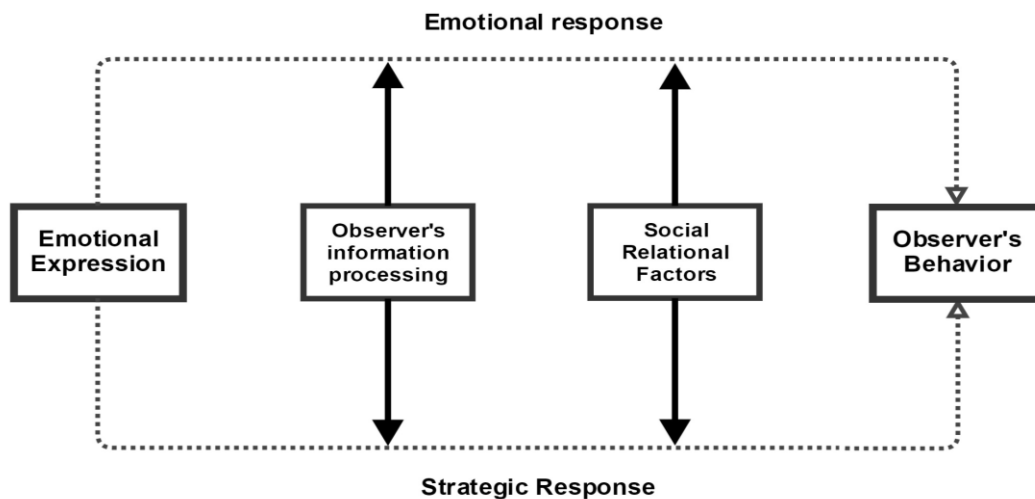 Emotional response
Emotional
Expression
Observer's
information
processing
Social
Relational
Factors
Observer's
Behavior
Strategic Response